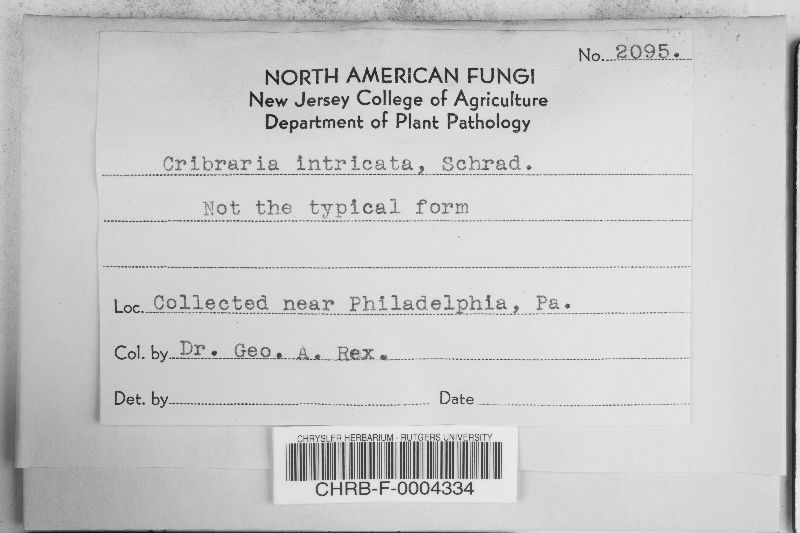 No. 2095.
NORTH AMERICAN FUNGI
New Jersey College of Agriculture
Department of Plant Pathology
Cribraria intricata, Schrad.
Not the typical form
Loc. Collected near Philadelphia, Pa.
Col. by Dr. Geo. A. Rex.
Det. by Date
CHRYSLER HERBARIUM - RUTGERS UNIVERSITY
CHRB-F-0004334